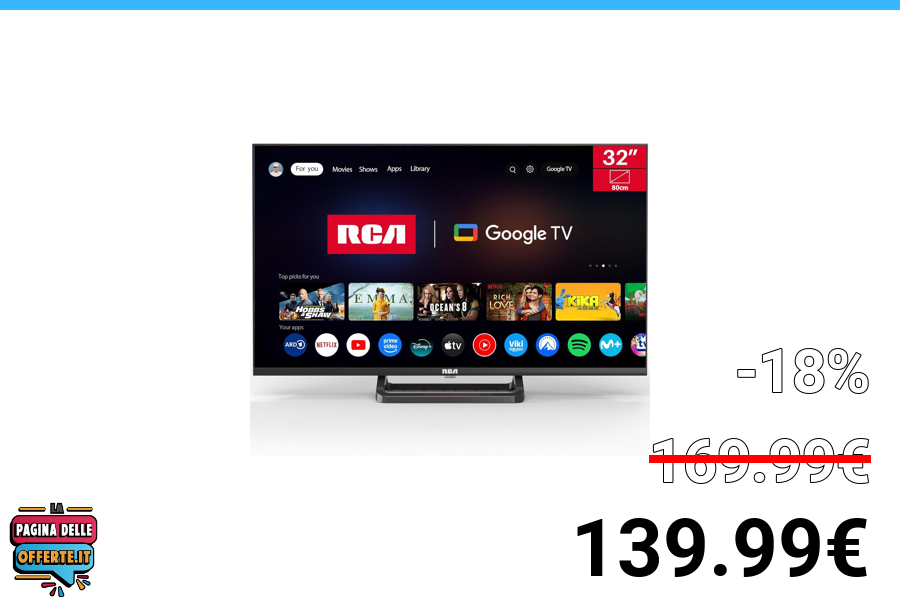 For you Movies Shows Apps Library Google TV
32”
80cm
RCA Google TV
Top picks for you
HOBBS & SHAW EMMA. OCEAN'S 8 RICH LOVE KIKA
Your apps
ARD NETFLIX prime video Disney+ tv Viki M+
RCA
-18%
169.99€
139.99€
LA
PAGINA DELLE
OFFERTE.IT